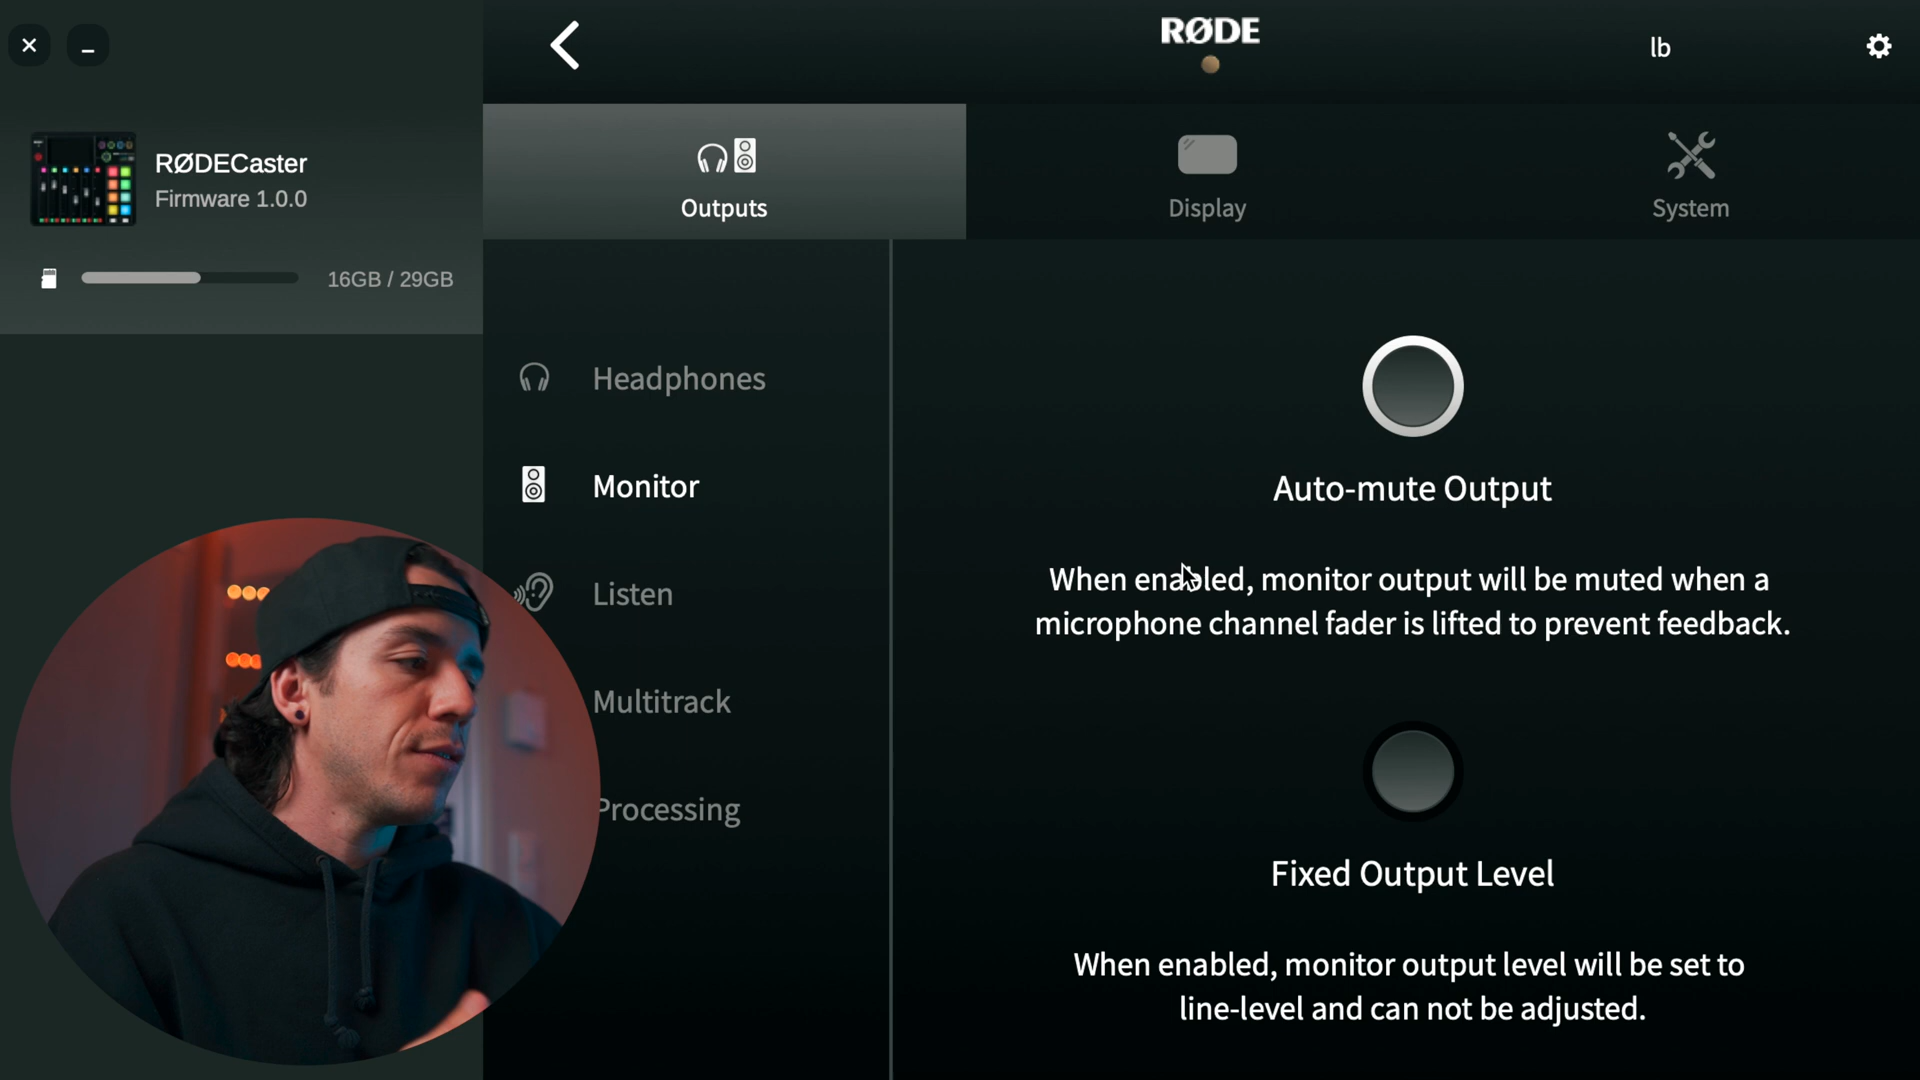 RØDE
lb
RØDECaster
Firmware 1.0.0
16GB / 29GB
Outputs
Display
System
Headphones
Monitor
Listen
Multitrack
Processing
Auto-mute Output
When enabled, monitor output will be muted when a
microphone channel fader is lifted to prevent feedback.
Fixed Output Level
When enabled, monitor output level will be set to
line-level and can not be adjusted.